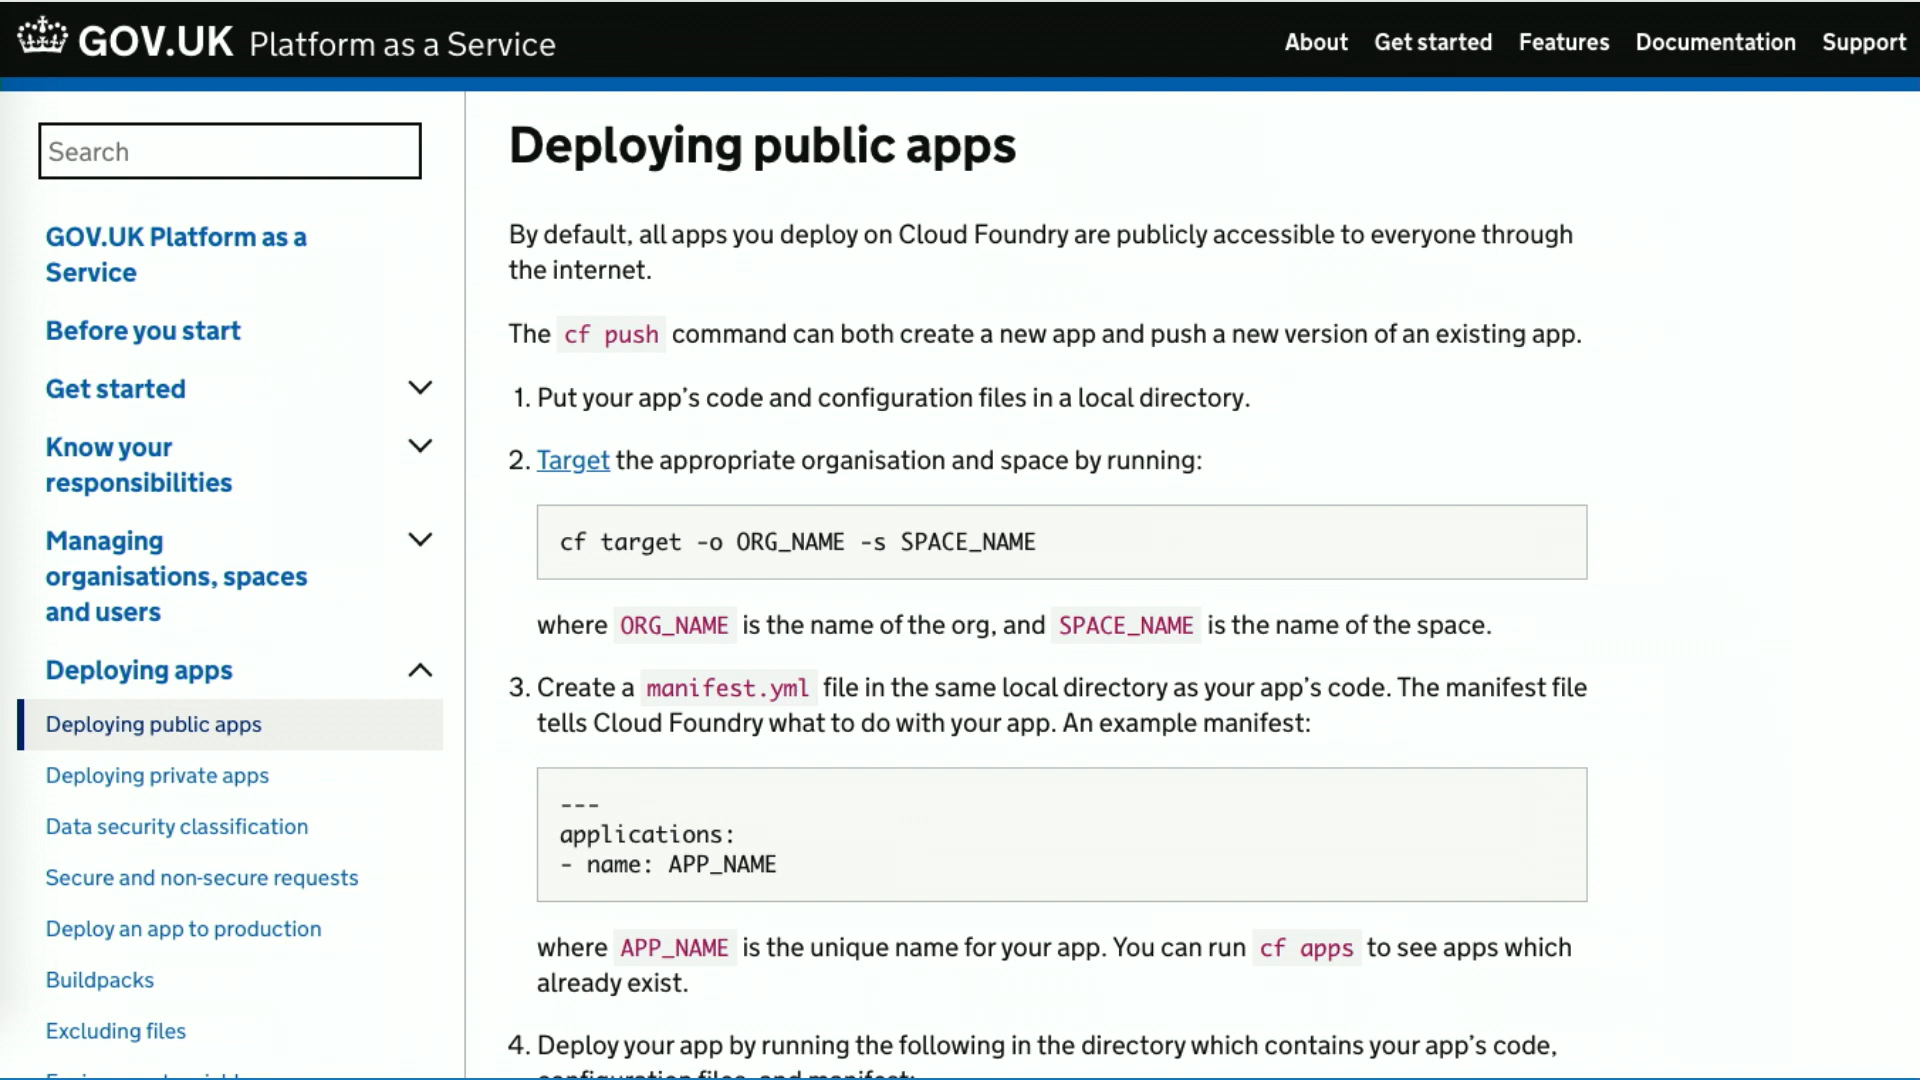 GOV.UK Platform as a Service
About Get started Features Documentation Support
Search
GOV.UK Platform as a
Service
Before you start
Get started
Know your
responsibilities
Managing
organisations, spaces
and users
Deploying apps
Deploying public apps
Deploying private apps
Data security classification
Secure and non-secure requests
Deploy an app to production
Buildpacks
Excluding files
Deploying public apps
By default, all apps you deploy on Cloud Foundry are publicly accessible to everyone through
the internet.
The cf push command can both create a new app and push a new version of an existing app.
1. Put your app's code and configuration files in a local directory.
2. Target the appropriate organisation and space by running:
cf target -o ORG_NAME -s SPACE_NAME
where ORG_NAME is the name of the org, and SPACE_NAME is the name of the space.
3. Create a manifest.yml file in the same local directory as your app's code. The manifest file
tells Cloud Foundry what to do with your app. An example manifest:
---
applications:
- name: APP_NAME
where APP_NAME is the unique name for your app. You can run cf apps to see apps which
already exist.
4. Deploy your app by running the following in the directory which contains your app's code,
configuration files, and manifest: